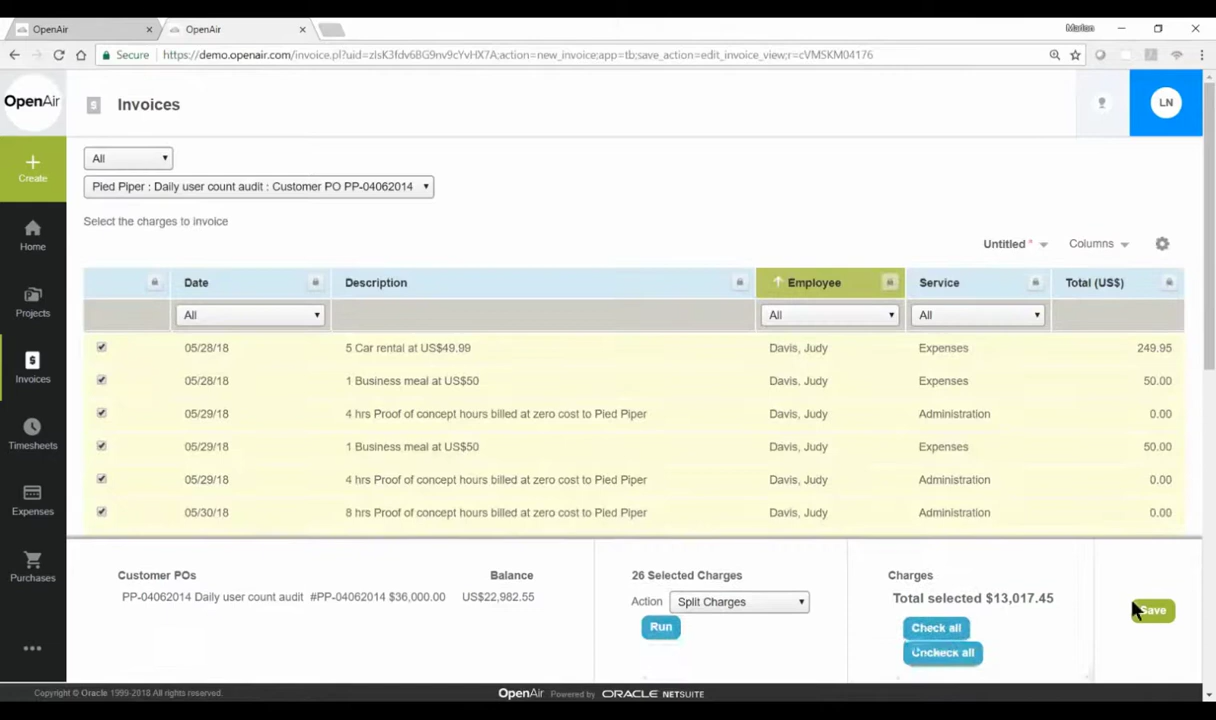 OpenAir
OpenAir
Marlon
Secure https://demo.openair.com/invoice.pl?uid=zlsK3fdv68G9nv9cYvHX7A;action=new_invoice;app=tb;save_action=edit_invoice_view;r=cVMSKM04176
OpenAir
Invoices
LN
Create
Home
Projects
Invoices
Timesheets
Expenses
Purchases
All
Pied Piper : Daily user count audit : Customer PO PP-04062014
Select the charges to invoice
Untitled * Columns
Date Description Employee Service Total (US$)
All All All
05/28/18 5 Car rental at US$49.99 Davis, Judy Expenses 249.95
05/28/18 1 Business meal at US$50 Davis, Judy Expenses 50.00
05/29/18 4 hrs Proof of concept hours billed at zero cost to Pied Piper Davis, Judy Administration 0.00
05/29/18 1 Business meal at US$50 Davis, Judy Expenses 50.00
05/29/18 4 hrs Proof of concept hours billed at zero cost to Pied Piper Davis, Judy Administration 0.00
05/30/18 8 hrs Proof of concept hours billed at zero cost to Pied Piper Davis, Judy Administration 0.00
Customer POs Balance
PP-04062014 Daily user count audit #PP-04062014 $36,000.00 US$22,982.55
26 Selected Charges
Action Split Charges
Run
Charges
Total selected $13,017.45
Check all
Uncheck all
Save
Copyright © Oracle 1999-2018 All rights reserved.
OpenAir Powered by ORACLE NETSUITE